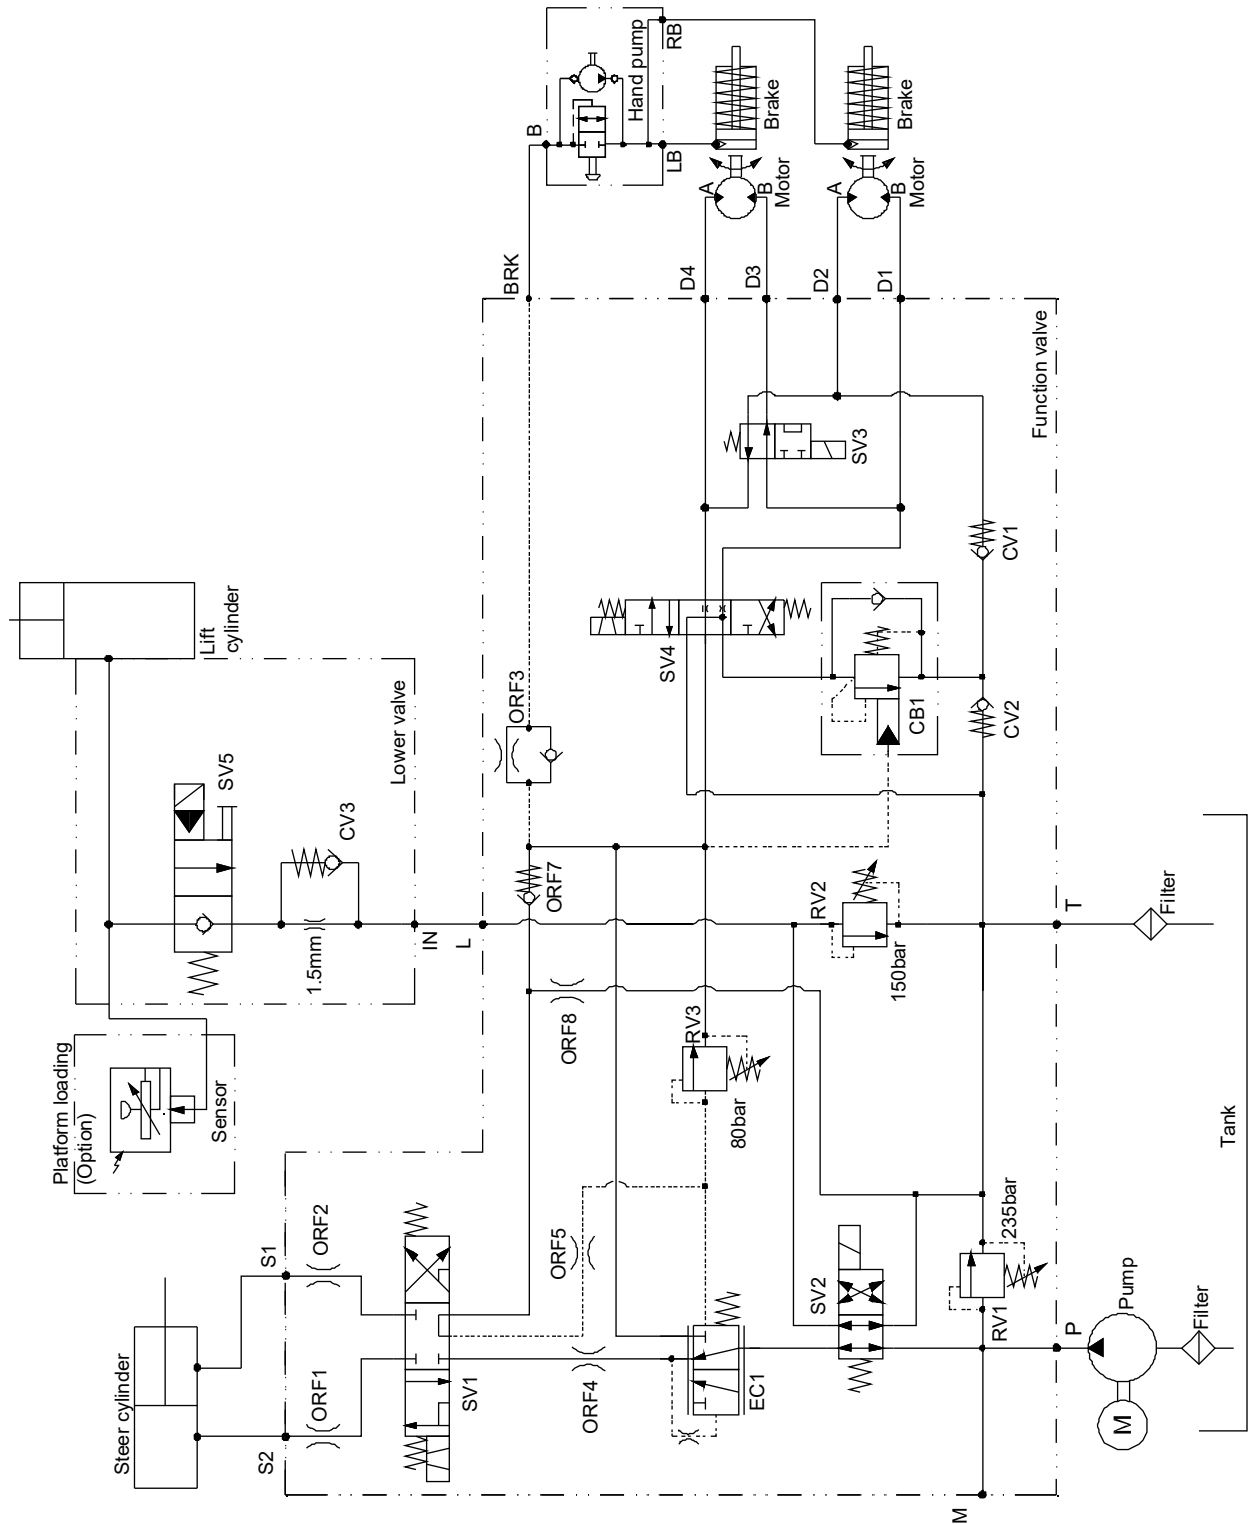 B
Hand pump
RB
LB
Brake
Brake
A
B
Motor
A
B
Motor
BRK
D4
D3
D2
D1
Function valve
SV3
CV1
Lift
cylinder
Lower valve
SV5
CV3
1.5mm
IN
L
ORF3
SV4
CB1
CV2
ORF7
RV2
150bar
T
Filter
ORF8
RV3
80bar
Platform loading
(Option)
Sensor
Tank
S1
ORF2
ORF5
SV2
235bar
RV1
P
Pump
Filter
Steer cylinder
ORF1
SV1
ORF4
EC1
S2
M
M